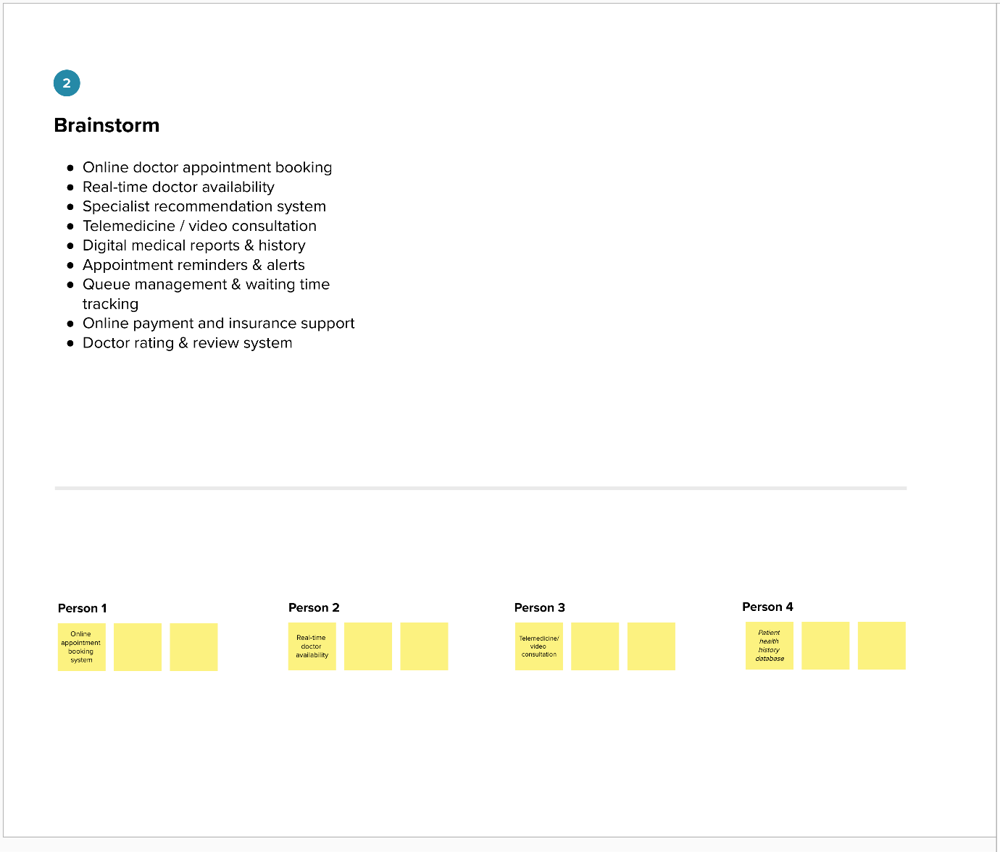 2
Brainstorm
● Online doctor appointment booking
● Real-time doctor availability
● Specialist recommendation system
● Telemedicine / video consultation
● Digital medical reports & history
● Appointment reminders & alerts
● Queue management & waiting time
tracking
● Online payment and insurance support
● Doctor rating & review system
Person 1
Online
appointment
booking
system
Person 2
Real-time
doctor
availability
Person 3
Telemedicine/
video
consultation
Person 4
Patient
health
history
database